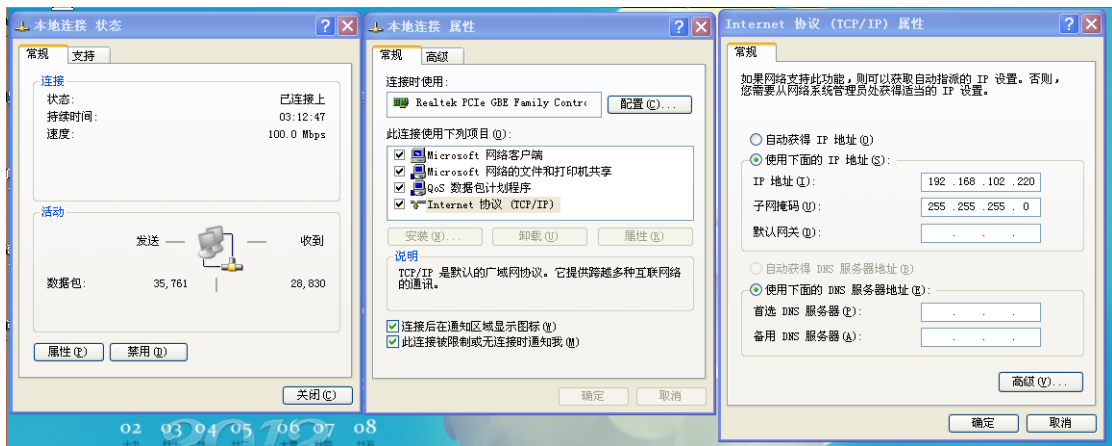 本地连接 状态
常规 支持
连接
状态: 已连接上
持续时间: 03:12:47
速度: 100.0 Mbps
活动
发送 收到
数据包: 35,761 28,830
属性(P) 禁用(D)
关闭(C)
本地连接 属性
常规 高级
连接时使用:
Realtek PCIe GBE Family Contr 配置(C)...
此连接使用下列项目(O):
Microsoft 网络客户端
Microsoft 网络的文件和打印机共享
QoS 数据包计划程序
Internet 协议 (TCP/IP)
安装(N)... 卸载(U) 属性(R)
说明
TCP/IP 是默认的广域网协议。它提供跨越多种互联网络
的通讯。
连接后在通知区域显示图标(W)
此连接被限制或无连接时通知我(M)
确定 取消
Internet 协议 (TCP/IP) 属性
常规
如果网络支持此功能，则可以获取自动指派的 IP 设置。否则，
您需要从网络系统管理员处获得适当的 IP 设置。
自动获得 IP 地址(O)
使用下面的 IP 地址(S):
IP 地址(I): 192 .168 .102 .220
子网掩码(U): 255 .255 .255 . 0
默认网关(D): . . .
自动获得 DNS 服务器地址(B)
使用下面的 DNS 服务器地址(E):
首选 DNS 服务器(P): . . .
备用 DNS 服务器(A): . . .
高级(V)...
确定 取消
02 03 04 05 06 07 08